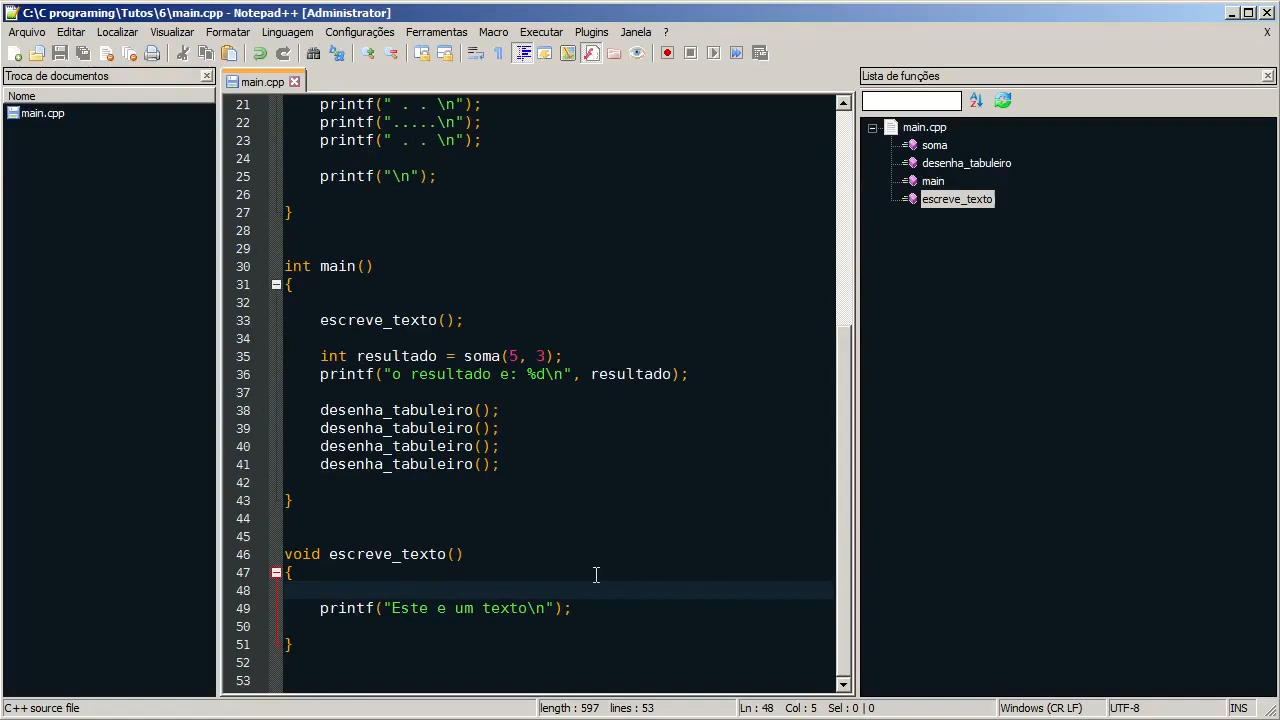 C:\C programing\Tutos\6\main.cpp - Notepad++ [Administrator]
Arquivo Editar Localizar Visualizar Formatar Linguagem Configurações Ferramentas Macro Executar Plugins Janela ? X
Troca de documentos
Nome
main.cpp
main.cpp
21 printf(" . . \n");
22 printf(".....\n");
23 printf(" . . \n");
24
25 printf("\n");
26
27 }
28
29
30 int main()
31 {
32
33 escreve_texto();
34
35 int resultado = soma(5, 3);
36 printf("o resultado e: %d\n", resultado);
37
38 desenha_tabuleiro();
39 desenha_tabuleiro();
40 desenha_tabuleiro();
41 desenha_tabuleiro();
42
43 }
44
45
46 void escreve_texto()
47 {
48
49 printf("Este e um texto\n");
50
51 }
52
53
Lista de funções
main.cpp
soma
desenha_tabuleiro
main
escreve_texto
C++ source file length : 597 lines : 53 Ln : 48 Col : 5 Sel : 0 | 0 Windows (CR LF) UTF-8 INS